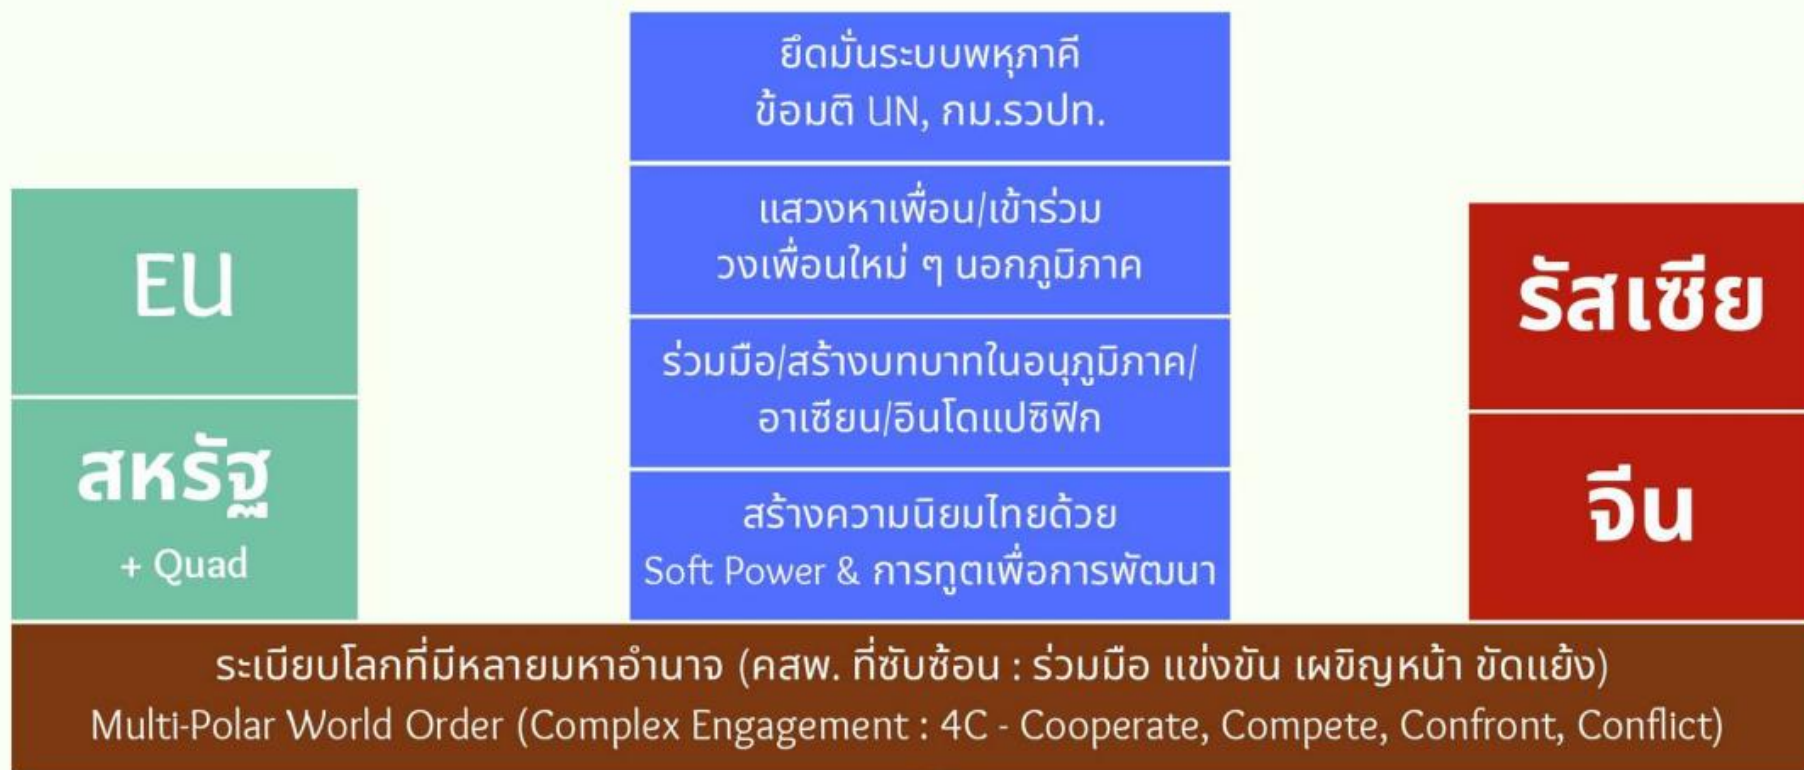 ยึดมั่นระบบพหุภาคี
ข้อมติ UN, กม.รวปท.
แสวงหาเพื่อน/เข้าร่วม
วงเพื่อนใหม่ ๆ นอกภูมิภาค
ร่วมมือ/สร้างบทบาทในอนุภูมิภาค/
อาเซียน/อินโดแปซิฟิก
สร้างความนิยมไทยด้วย
Soft Power & การทูตเพื่อการพัฒนา
EU
สหรัฐ
+ Quad
รัสเซีย
จีน
ระเบียบโลกที่มีหลายมหาอำนาจ (คสพ. ที่ซับซ้อน : ร่วมมือ แข่งขัน เผชิญหน้า ขัดแย้ง)
Multi-Polar World Order (Complex Engagement : 4C - Cooperate, Compete, Confront, Conflict)